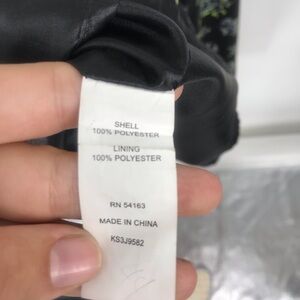 SHELL
100% POLYESTER
LINING
100% POLYESTER
RN 54163
MADE IN CHINA
KS3J9582